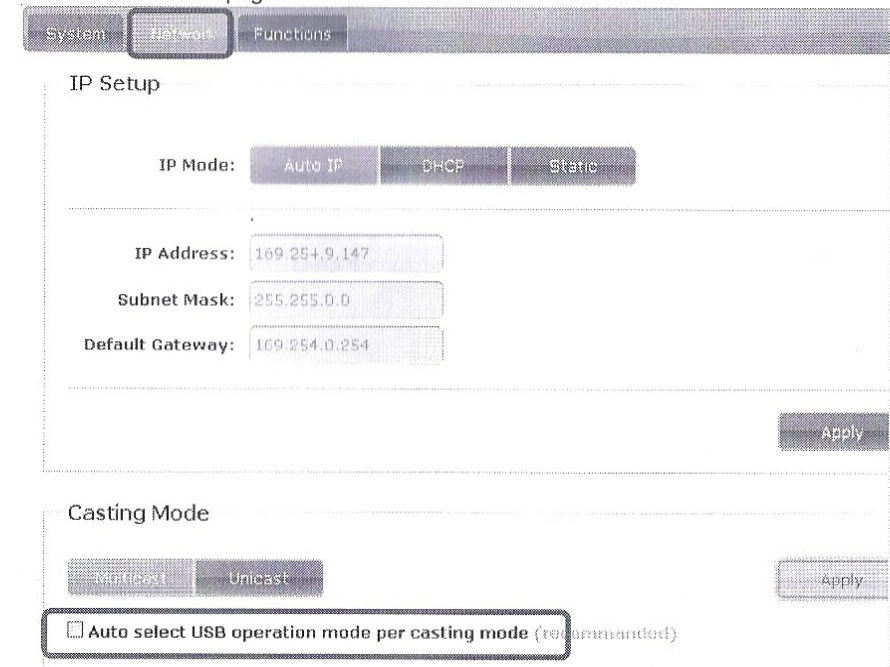 System Network Functions
IP Setup
IP Mode: Auto IP DHCP Static
IP Address: 169.254.9.147
Subnet Mask: 255.255.0.0
Default Gateway: 169.254.0.254
Apply
Casting Mode
Multicast Unicast Apply
Auto select USB operation mode per casting mode (recommanded)